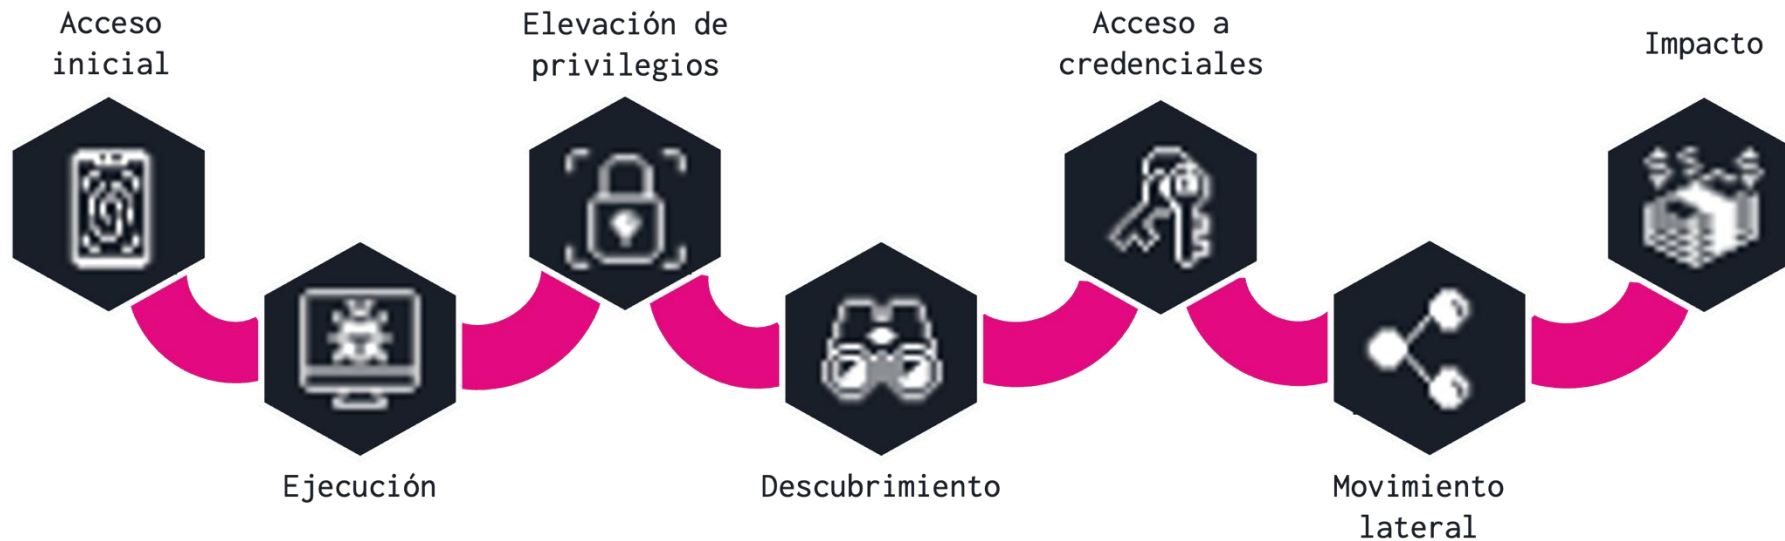 Acceso
inicial
Ejecución
Elevación de
privilegios
Descubrimiento
Acceso a
credenciales
Movimiento
lateral
Impacto